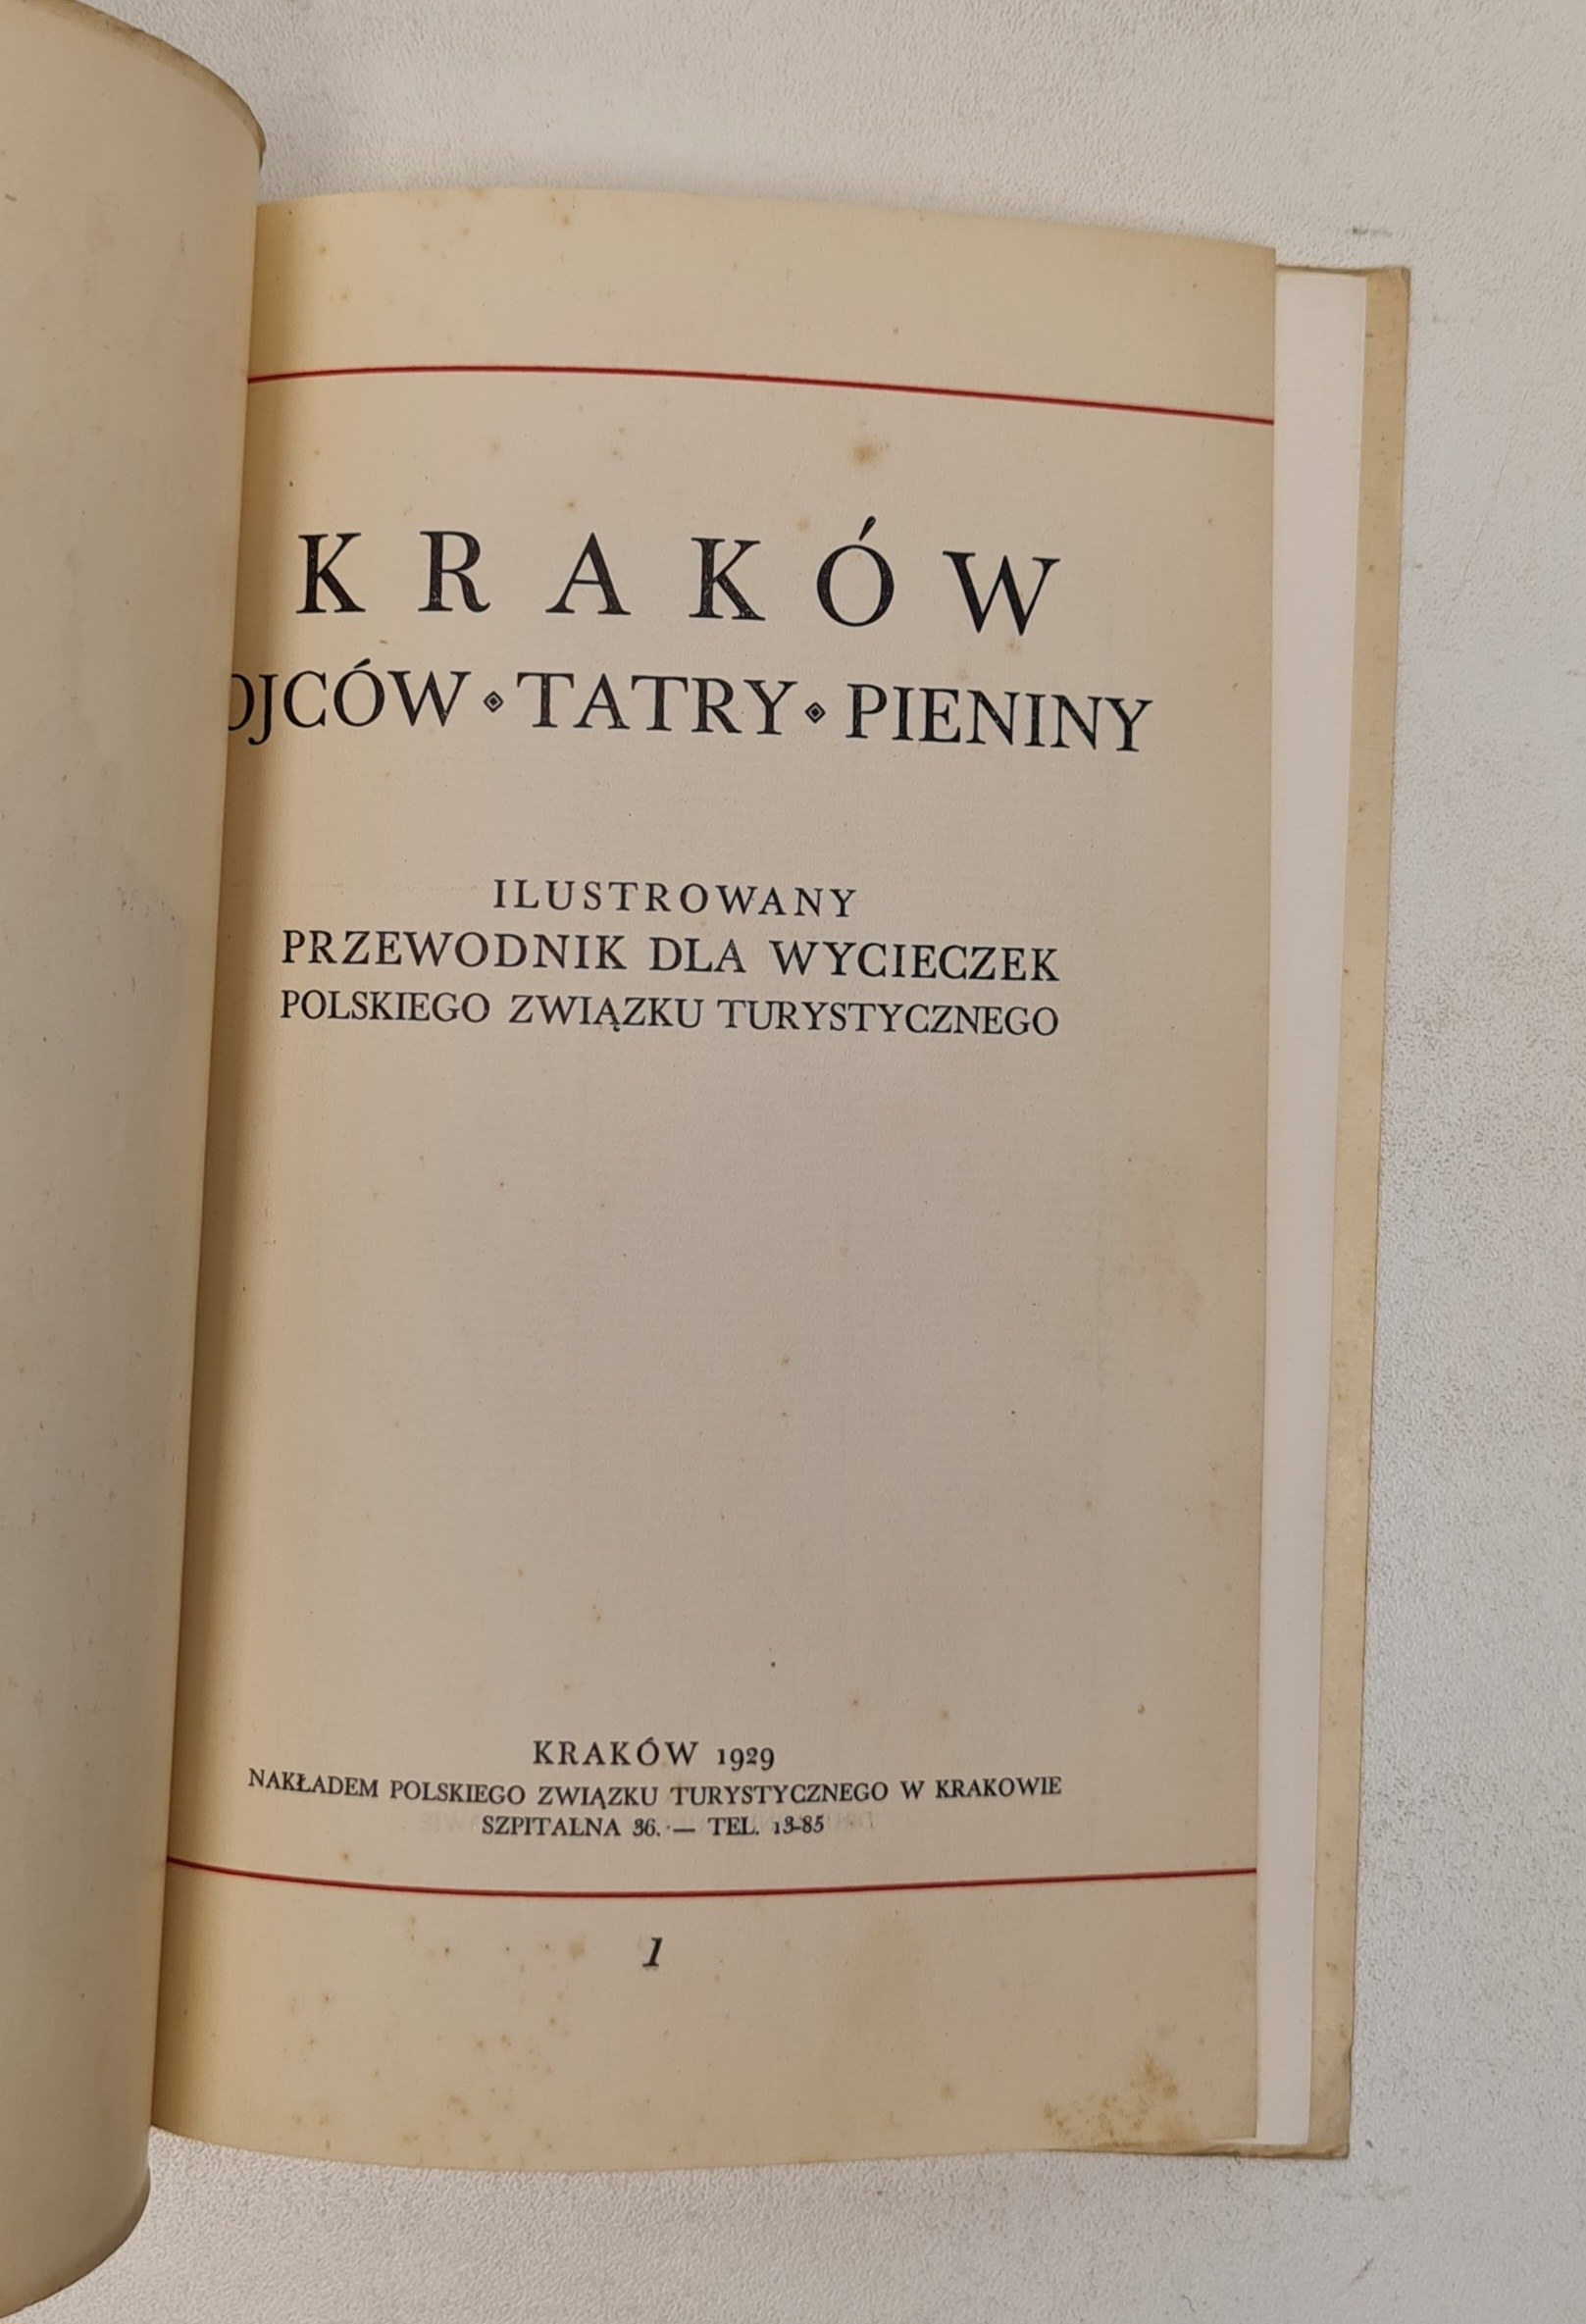 KRAKÓW
OJCÓW ◈ TATRY ◈ PIENINY
ILUSTROWANY
PRZEWODNIK DLA WYCIECZEK
POLSKIEGO ZWIĄZKU TURYSTYCZNEGO
KRAKÓW 1929
NAKŁADEM POLSKIEGO ZWIĄZKU TURYSTYCZNEGO W KRAKOWIE
SZPITALNA 36. — TEL. 13-85
1